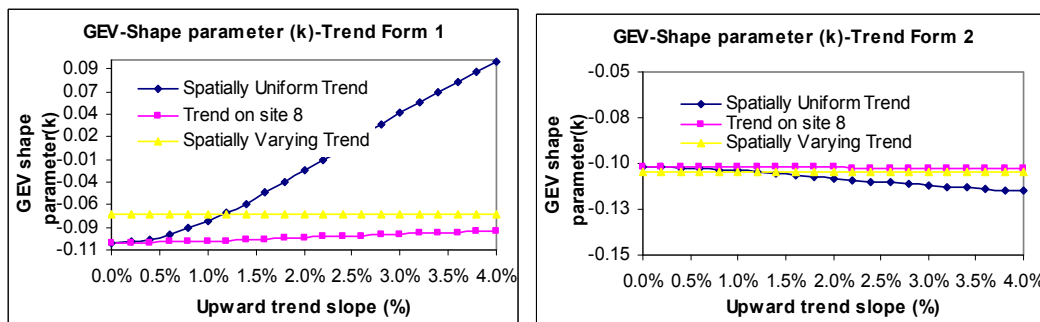 GEV-Shape parameter (k)-Trend Form 1
GEV shape
parameter(k)
0.09
0.07
0.04
0.02
-0.01
-0.04
-0.06
-0.09
-0.11
Spatially Uniform Trend
Trend on site 8
Spatially Varying Trend
0.0% 0.5% 1.0% 1.5% 2.0% 2.5% 3.0% 3.5% 4.0%
Upward trend slope (%)
GEV-Shape parameter (k)-Trend Form 2
GEV shape
parameter(k)
-0.05
-0.08
-0.10
-0.13
-0.15
Spatially Uniform Trend
Trend on site 8
Spatially Varying Trend
0.0% 0.5% 1.0% 1.5% 2.0% 2.5% 3.0% 3.5% 4.0%
Upward trend slope (%)